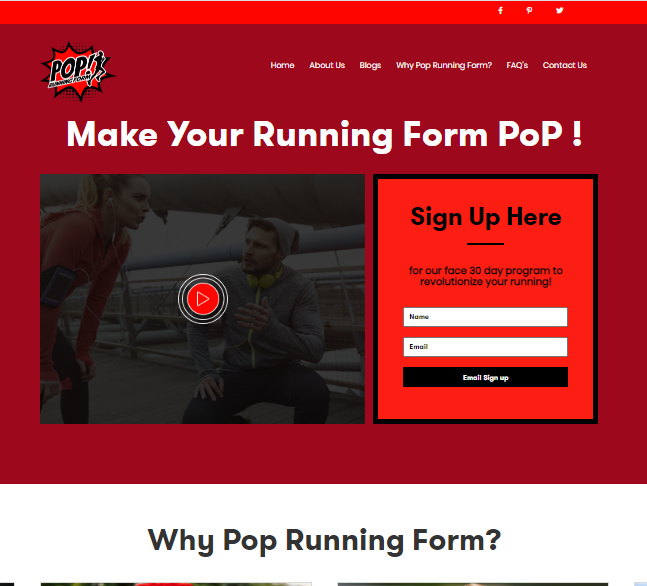 POP!
RUNNING FORM
Home About Us Blogs Why Pop Running Form? FAQ's Contact Us
Make Your Running Form PoP !
Sign Up Here
for our face 30 day program to
revolutionize your running!
Name
Email
Email Sign up
Why Pop Running Form?